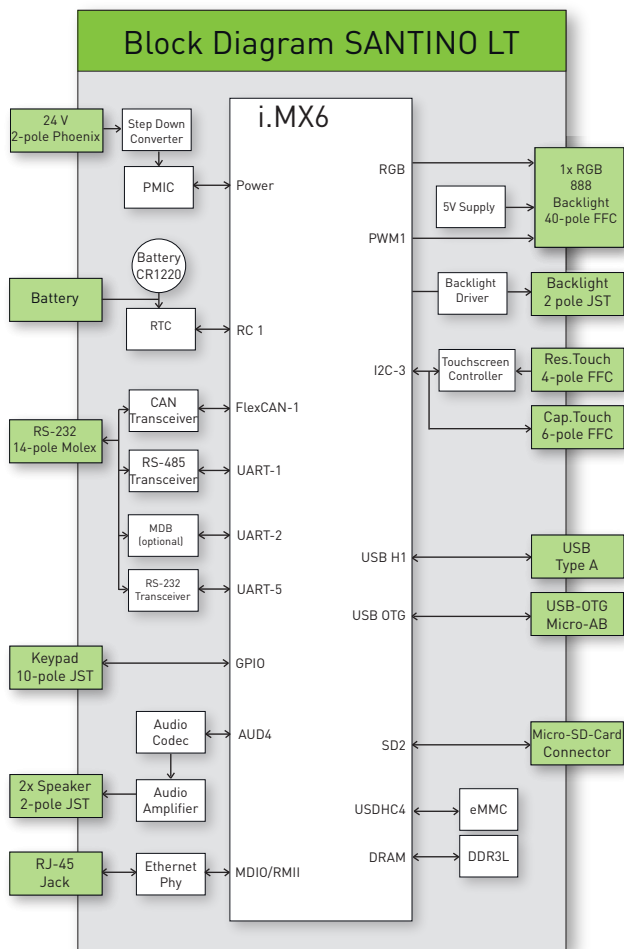 Block Diagram SANTINO LT
i.MX6
24 V
2-pole Phoenix
Step Down
Converter
PMIC
Power
Battery
CR1220
Battery
RTC
RC 1
CAN
Transceiver
FlexCAN-1
RS-232
14-pole Molex
RS-485
Transceiver
UART-1
MDB
(optional)
UART-2
RS-232
Transceiver
UART-5
Keypad
10-pole JST
GPIO
Audio
Codec
AUD4
2x Speaker
2-pole JST
Audio
Amplifier
RJ-45
Jack
Ethernet
Phy
MDIO/RMII
RGB
5V Supply
PWM1
1x RGB
888
Backlight
40-pole FFC
Backlight
Driver
Backlight
2 pole JST
I2C-3
Touchscreen
Controller
Res.Touch
4-pole FFC
Cap.Touch
6-pole FFC
USB H1
USB
Type A
USB OTG
USB-OTG
Micro-AB
SD2
Micro-SD-Card
Connector
USDHC4
eMMC
DRAM
DDR3L